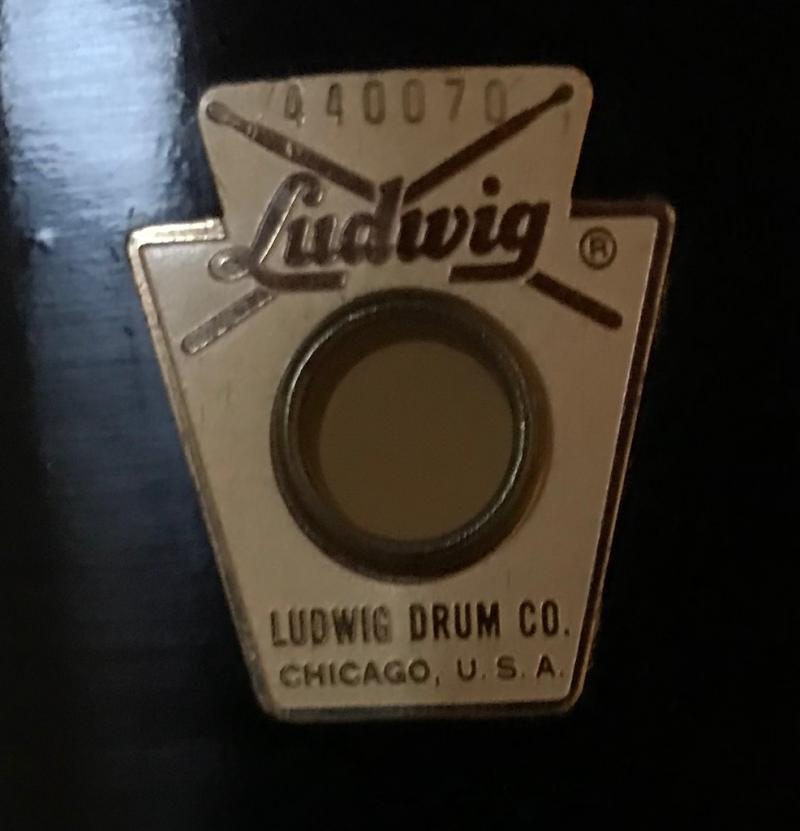 440070
Ludwig ®
LUDWIG DRUM CO.
CHICAGO, U.S.A.